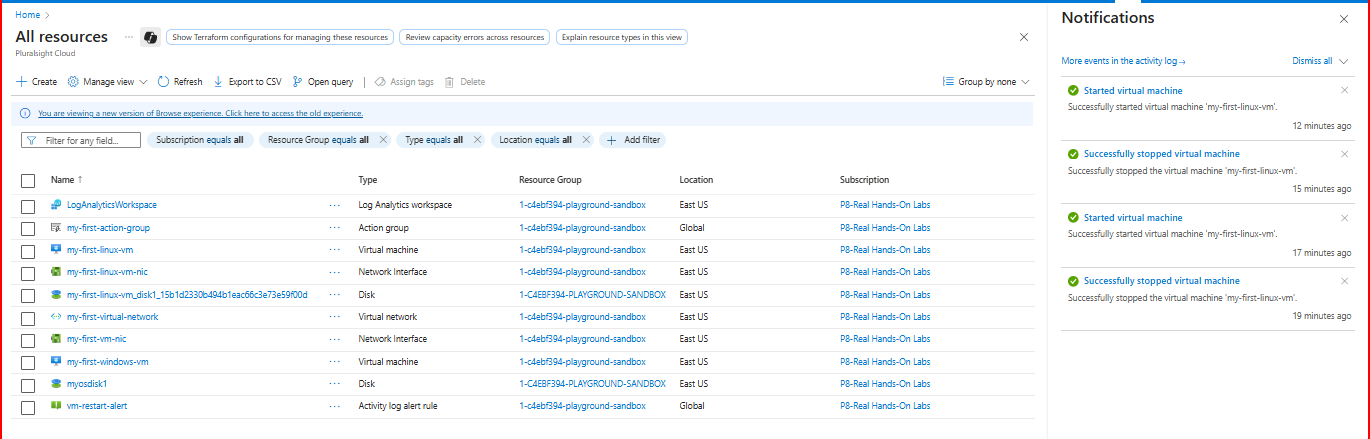 Home >
All resources ...
Show Terraform configurations for managing these resources
Review capacity errors across resources
Explain resource types in this view
Pluralsight Cloud
+ Create Manage view Refresh Export to CSV Open query Assign tags Delete Group by none
You are viewing a new version of Browse experience. Click here to access the old experience.
Filter for any field... Subscription equals all Resource Group equals all Type equals all Location equals all Add filter
Name ↑ Type Resource Group Location Subscription
LogAnalyticsWorkspace ... Log Analytics workspace 1-c4ebf394-playground-sandbox East US P8-Real Hands-On Labs
my-first-action-group ... Action group 1-c4ebf394-playground-sandbox Global P8-Real Hands-On Labs
my-first-linux-vm ... Virtual machine 1-c4ebf394-playground-sandbox East US P8-Real Hands-On Labs
my-first-linux-vm-nic ... Network Interface 1-c4ebf394-playground-sandbox East US P8-Real Hands-On Labs
my-first-linux-vm_disk1_15b1d2330b494b1eac66c3e73e59f00d ... Disk 1-C4EBF394-PLAYGROUND-SANDBOX East US P8-Real Hands-On Labs
my-first-virtual-network ... Virtual network 1-c4ebf394-playground-sandbox East US P8-Real Hands-On Labs
my-first-vm-nic ... Network Interface 1-c4ebf394-playground-sandbox East US P8-Real Hands-On Labs
my-first-windows-vm ... Virtual machine 1-c4ebf394-playground-sandbox East US P8-Real Hands-On Labs
myosdisk1 ... Disk 1-C4EBF394-PLAYGROUND-SANDBOX East US P8-Real Hands-On Labs
vm-restart-alert ... Activity log alert rule 1-c4ebf394-playground-sandbox Global P8-Real Hands-On Labs
Notifications
More events in the activity log → Dismiss all
Started virtual machine
Successfully started virtual machine 'my-first-linux-vm'.
12 minutes ago
Successfully stopped virtual machine
Successfully stopped the virtual machine 'my-first-linux-vm'.
15 minutes ago
Started virtual machine
Successfully started virtual machine 'my-first-linux-vm'.
17 minutes ago
Successfully stopped virtual machine
Successfully stopped the virtual machine 'my-first-linux-vm'.
19 minutes ago